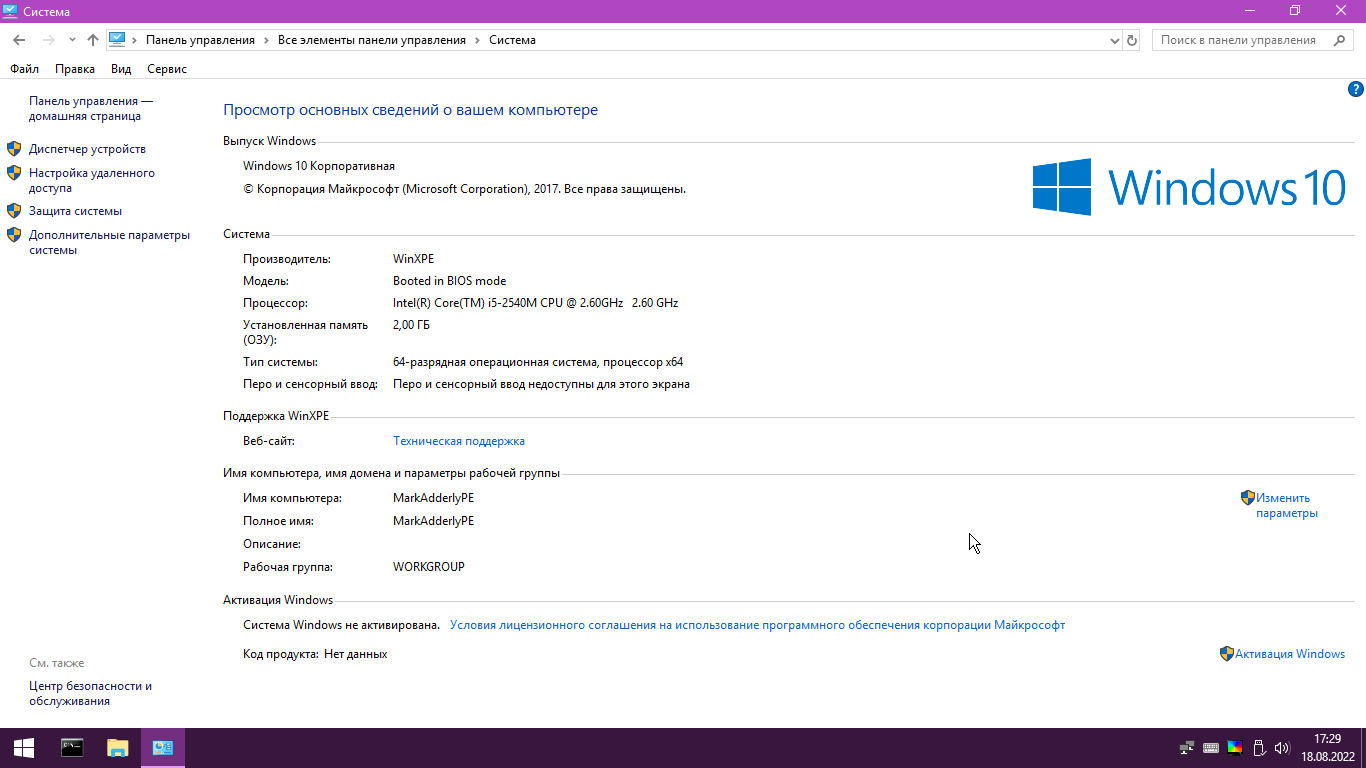 Система
Панель управления
Все элементы панели управления
Система
Поиск в панели управления
Файл Правка Вид Сервис
?
Панель управления —
домашняя страница
Диспетчер устройств
Настройка удаленного
доступа
Защита системы
Дополнительные параметры
системы
Просмотр основных сведений о вашем компьютере
Выпуск Windows
Windows 10 Корпоративная
© Корпорация Майкрософт (Microsoft Corporation), 2017. Все права защищены.
Windows 10
Система
Производитель: WinXPE
Модель: Booted in BIOS mode
Процессор: Intel(R) Core(TM) i5-2540M CPU @ 2.60GHz 2.60 GHz
Установленная память
(ОЗУ):
2,00 ГБ
Тип системы: 64-разрядная операционная система, процессор x64
Перо и сенсорный ввод: Перо и сенсорный ввод недоступны для этого экрана
Поддержка WinXPE
Веб-сайт: Техническая поддержка
Имя компьютера, имя домена и параметры рабочей группы
Имя компьютера: MarkAdderlyPE
Изменить
параметры
Полное имя: MarkAdderlyPE
Описание:
Рабочая группа: WORKGROUP
Активация Windows
Система Windows не активирована. Условия лицензионного соглашения на использование программного обеспечения корпорации Майкрософт
Код продукта: Нет данных
Активация Windows
См. также
Центр безопасности и
обслуживания
17:29
18.08.2022